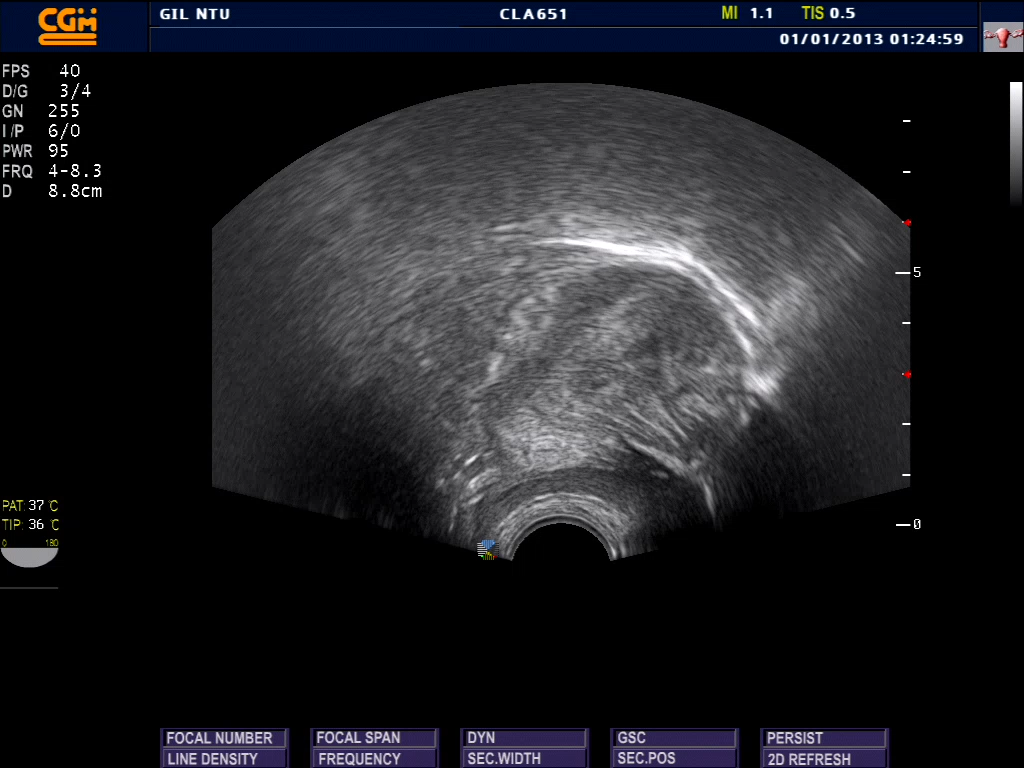 CGM
GIL NTU CLA651 MI 1.1 TIS 0.5
01/01/2013 01:24:59
FPS 40
D/G 3/4
GN 255
I/P 6/0
PWR 95
FRQ 4-8.3
D 8.8cm
5
PAT: 37 °C
TIP: 36 °C
0 180
0
FOCAL NUMBER FOCAL SPAN DYN GSC PERSIST
LINE DENSITY FREQUENCY SEC.WIDTH SEC.POS 2D REFRESH